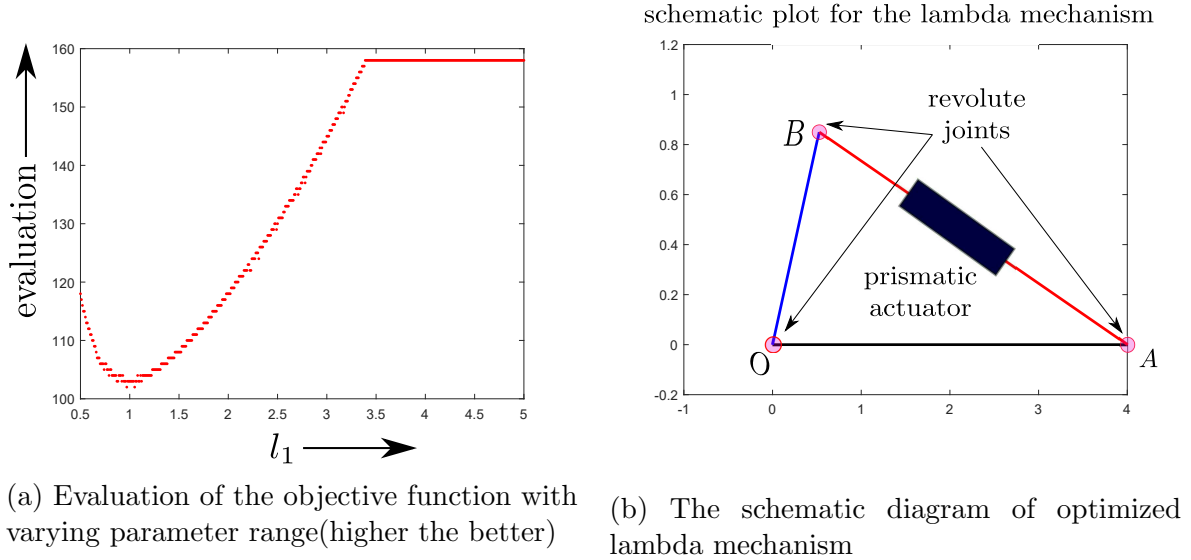 160
150
140
130
120
110
100
0.5 1 1.5 2 2.5 3 3.5 4 4.5 5
evaluation
l₁
(a) Evaluation of the objective function with
varying parameter range(higher the better)
schematic plot for the lambda mechanism
1.2
1
0.8
0.6
0.4
0.2
0
-0.2
-1 0 1 2 3 4
revolute
joints
B
prismatic
actuator
O
A
(b) The schematic diagram of optimized
lambda mechanism